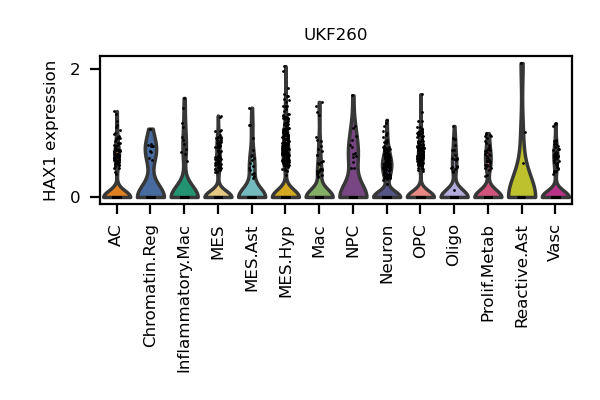 UKF260
HAX1 expression
2
0
AC
Chromatin.Reg
Inflammatory.Mac
MES
MES.Ast
MES.Hyp
Mac
NPC
Neuron
OPC
Oligo
Prolif.Metab
Reactive.Ast
Vasc